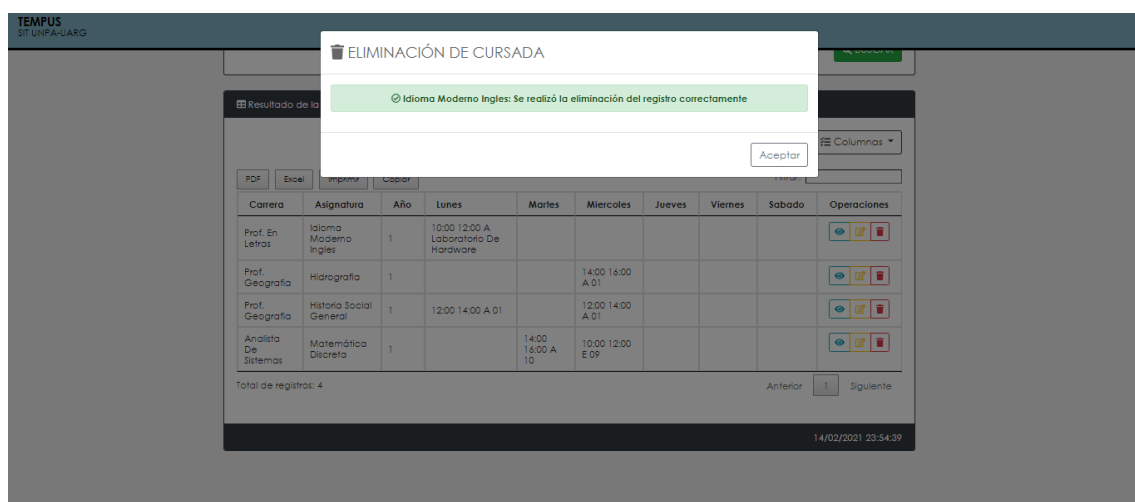 TEMPUS
SIT UNPA-UARG
ELIMINACIÓN DE CURSADA
Idioma Moderno Ingles: Se realizó la eliminación del registro correctamente
Aceptar
Resultado de la
Columnas
PDF Excel Imprimir Copiar
Carrera Asignatura Año Lunes Martes Miercoles Jueves Viernes Sabado Operaciones
Prof. En Letras Idioma Moderno Ingles 1 10:00 12:00 A Laboratorio De Hardware
Prof. Geografia Hidrografia 1 14:00 16:00 A 01
Prof. Geografia Historia Social General 1 12:00 14:00 A 01 12:00 14:00 A 01
Analista De Sistemas Matemática Discreta 1 14:00 16:00 A 10 10:00 12:00 E 09
Total de registros: 4
Anterior 1 Siguiente
14/02/2021 23:54:39